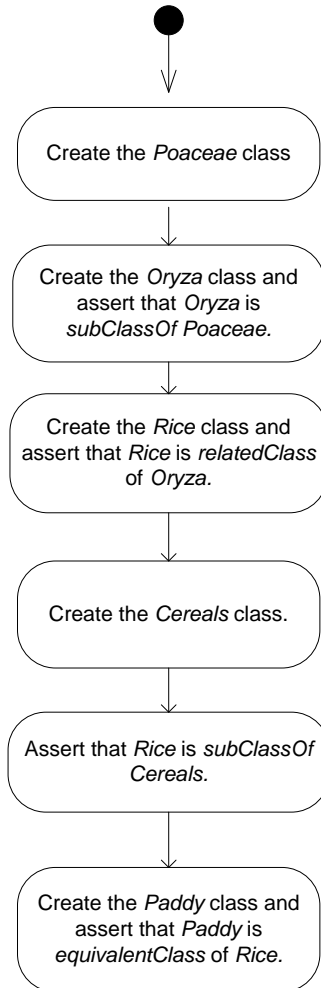 Create the Poaceae class
Create the Oryza class and
assert that Oryza is
subClassOf Poaceae.
Create the Rice class and
assert that Rice is relatedClass
of Oryza.
Create the Cereals class.
Assert that Rice is subClassOf
Cereals.
Create the Paddy class and
assert that Paddy is
equivalentClass of Rice.